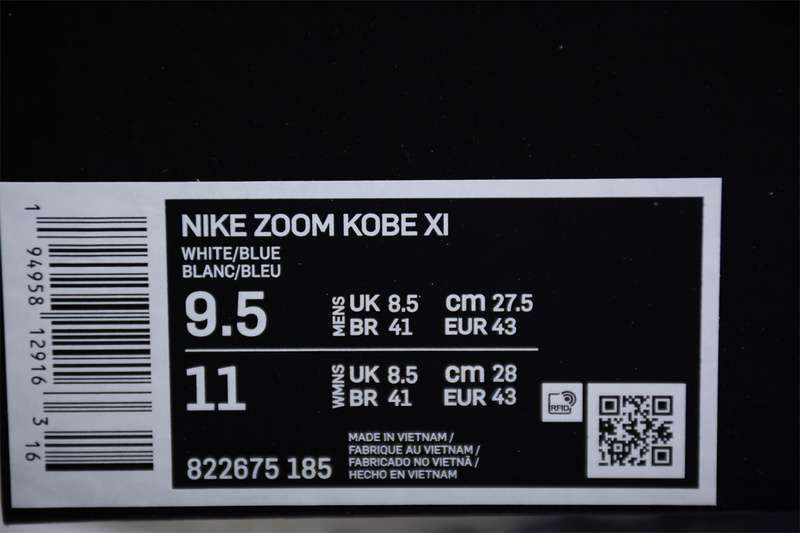 1 94958 12916 3 16
NIKE ZOOM KOBE XI
WHITE/BLUE
BLANC/BLEU
9.5 MENS UK 8.5 cm 27.5
BR 41 EUR 43
11 WMNS UK 8.5 cm 28
BR 41 EUR 43
RFID
822675 185
MADE IN VIETNAM /
FABRIQUE AU VIETNAM /
FABRICADO NO VIETNÃ /
HECHO EN VIETNAM